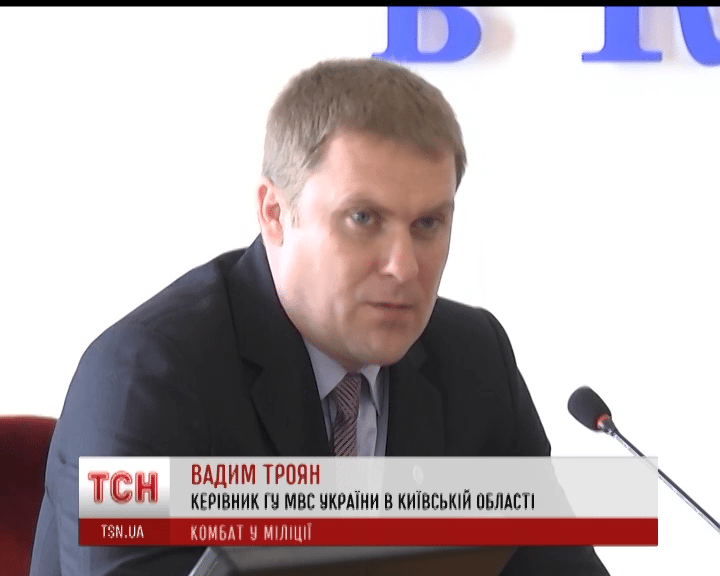 В
ТСН
ВАДИМ ТРОЯН
КЕРІВНИК ГУ МВС УКРАЇНИ В КИЇВСЬКІЙ ОБЛАСТІ
TSN.UA
КОМБАТ У МІЛІЦІЇ